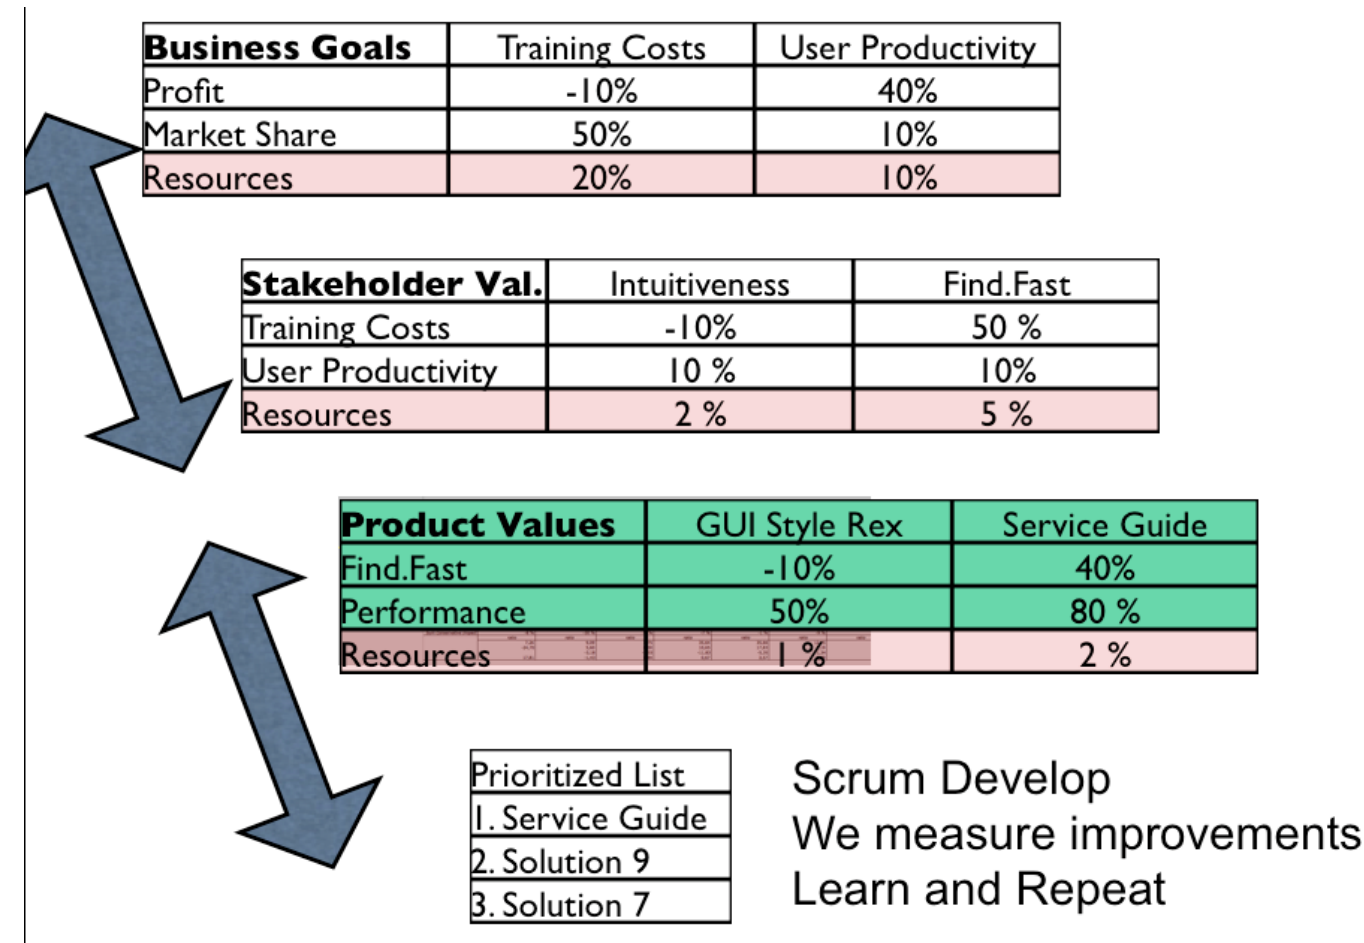 Business Goals Training Costs User Productivity
Profit -10% 40%
Market Share 50% 10%
Resources 20% 10%
Stakeholder Val. Intuitiveness Find.Fast
Training Costs -10% 50 %
User Productivity 10 % 10%
Resources 2 % 5 %
Product Values GUI Style Rex Service Guide
Find.Fast -10% 40%
Performance 50% 80 %
Resources 1 % 2 %
Prioritized List
1. Service Guide
2. Solution 9
3. Solution 7
Scrum Develop
We measure improvements
Learn and Repeat